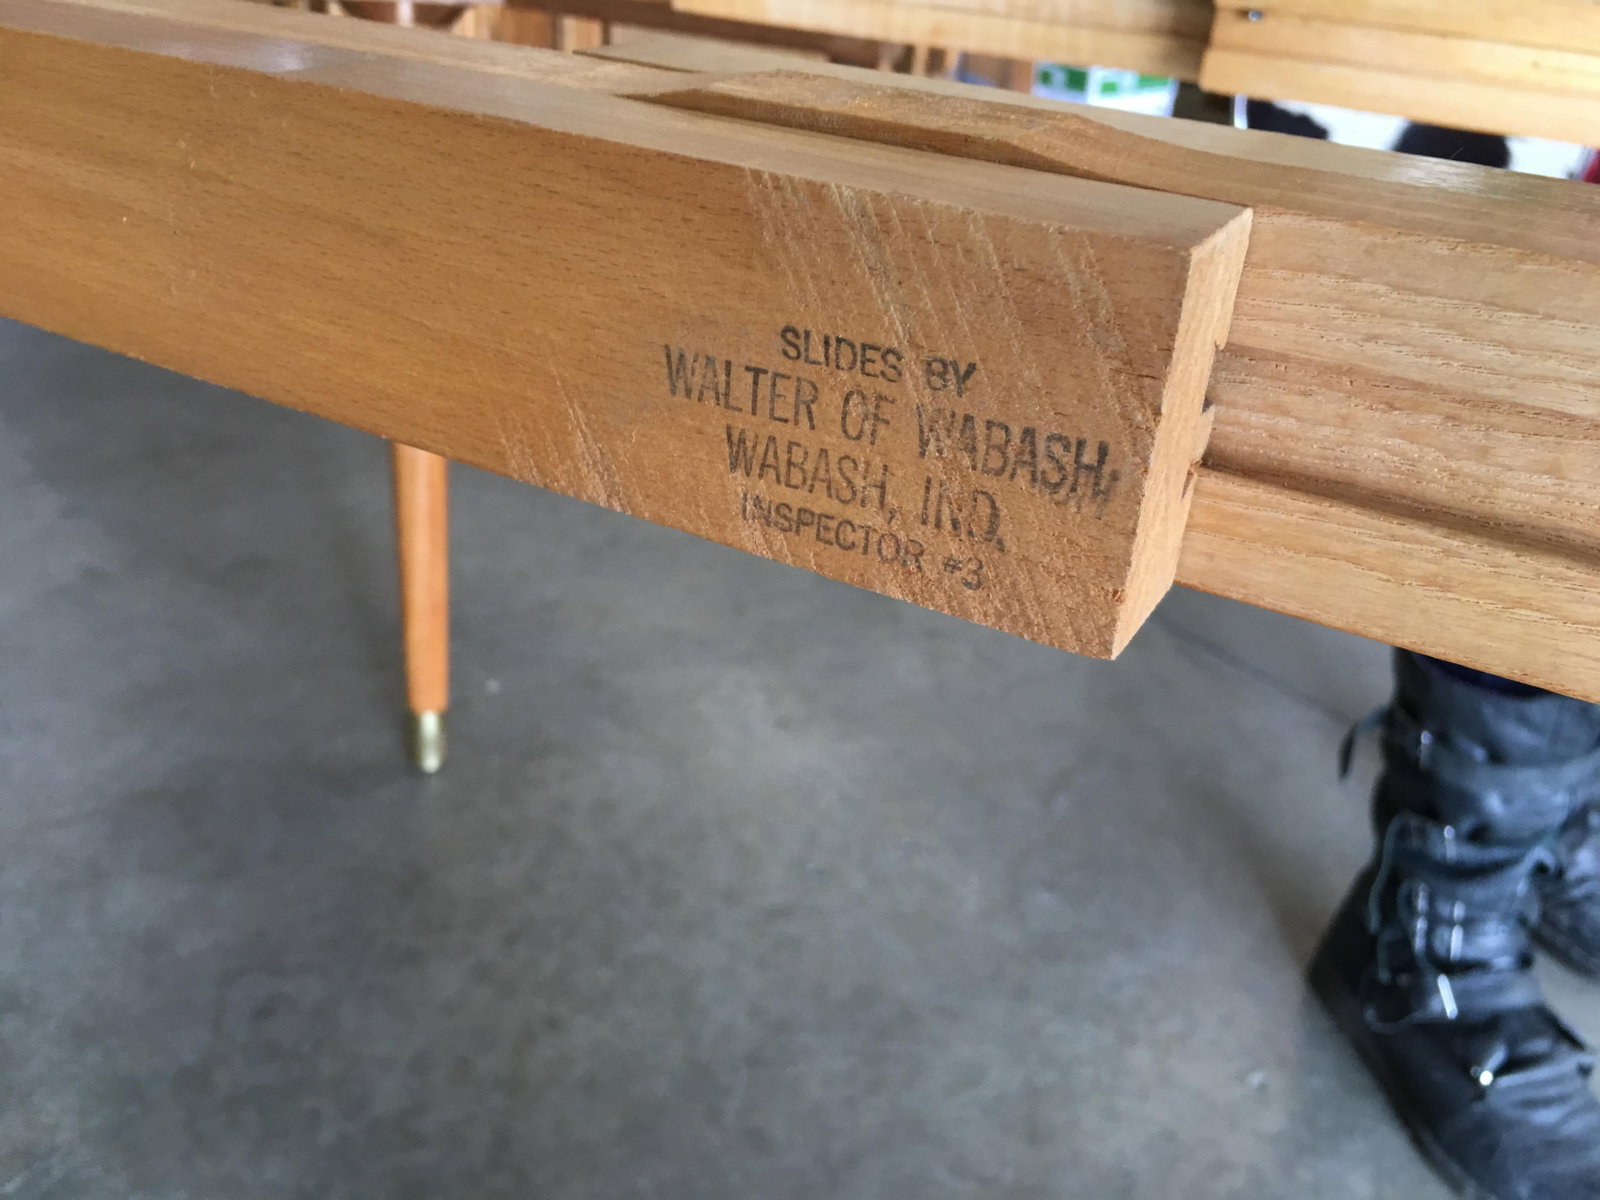 SLIDES BY
WALTER OF WABASH
WABASH, IND.
INSPECTOR #3